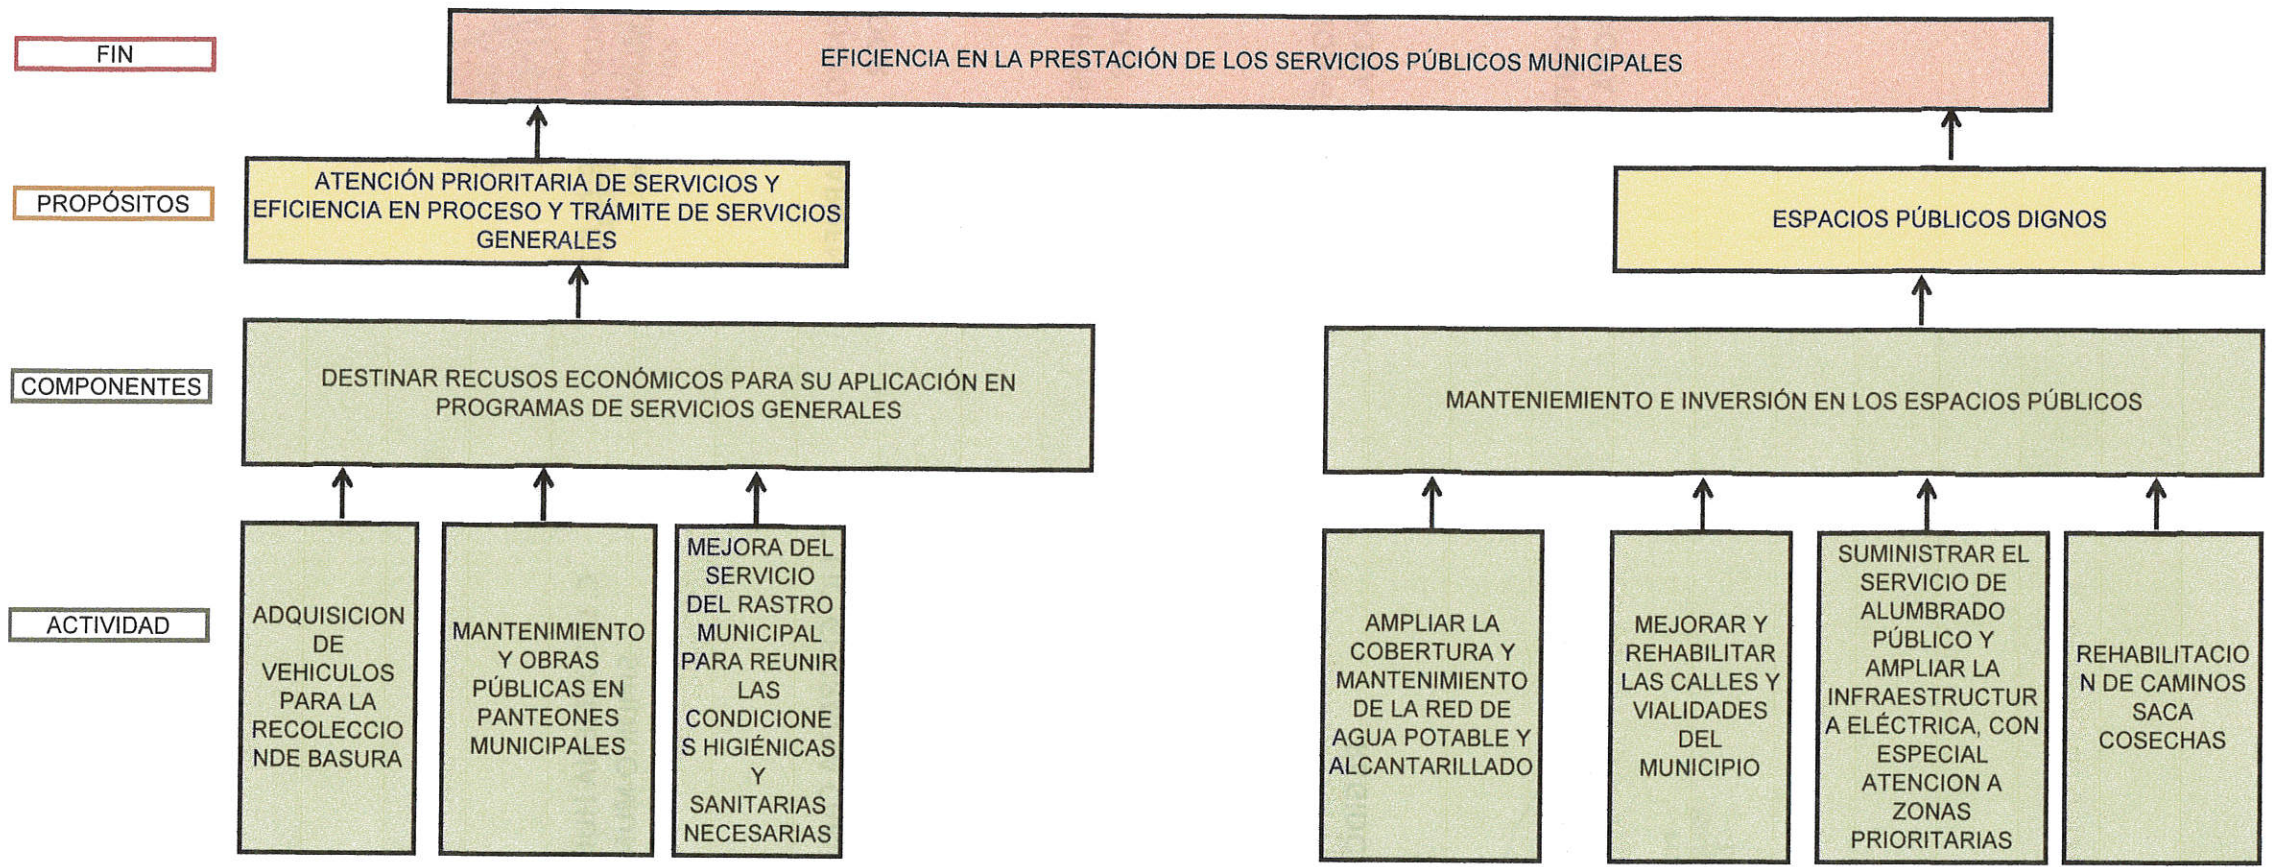 FIN
EFICIENCIA EN LA PRESTACIÓN DE LOS SERVICIOS PÚBLICOS MUNICIPALES
PROPÓSITOS
ATENCIÓN PRIORITARIA DE SERVICIOS Y
EFICIENCIA EN PROCESO Y TRÁMITE DE SERVICIOS
GENERALES
ESPACIOS PÚBLICOS DIGNOS
COMPONENTES
DESTINAR RECUSOS ECONÓMICOS PARA SU APLICACIÓN EN
PROGRAMAS DE SERVICIOS GENERALES
MANTENIEMIENTO E INVERSIÓN EN LOS ESPACIOS PÚBLICOS
ACTIVIDAD
ADQUISICION
DE
VEHICULOS
PARA LA
RECOLECCIO
NDE BASURA
MANTENIMIENTO
Y OBRAS
PÚBLICAS EN
PANTEONES
MUNICIPALES
MEJORA DEL
SERVICIO
DEL RASTRO
MUNICIPAL
PARA REUNIR
LAS
CONDICIONE
S HIGIÉNICAS
Y
SANITARIAS
NECESARIAS
AMPLIAR LA
COBERTURA Y
MANTENIMIENTO
DE LA RED DE
AGUA POTABLE Y
ALCANTARILLADO
MEJORAR Y
REHABILITAR
LAS CALLES Y
VIALIDADES
DEL
MUNICIPIO
SUMINISTRAR EL
SERVICIO DE
ALUMBRADO
PÚBLICO Y
AMPLIAR LA
INFRAESTRUCTUR
A ELÉCTRICA, CON
ESPECIAL
ATENCION A
ZONAS
PRIORITARIAS
REHABILITACIO
N DE CAMINOS
SACA
COSECHAS